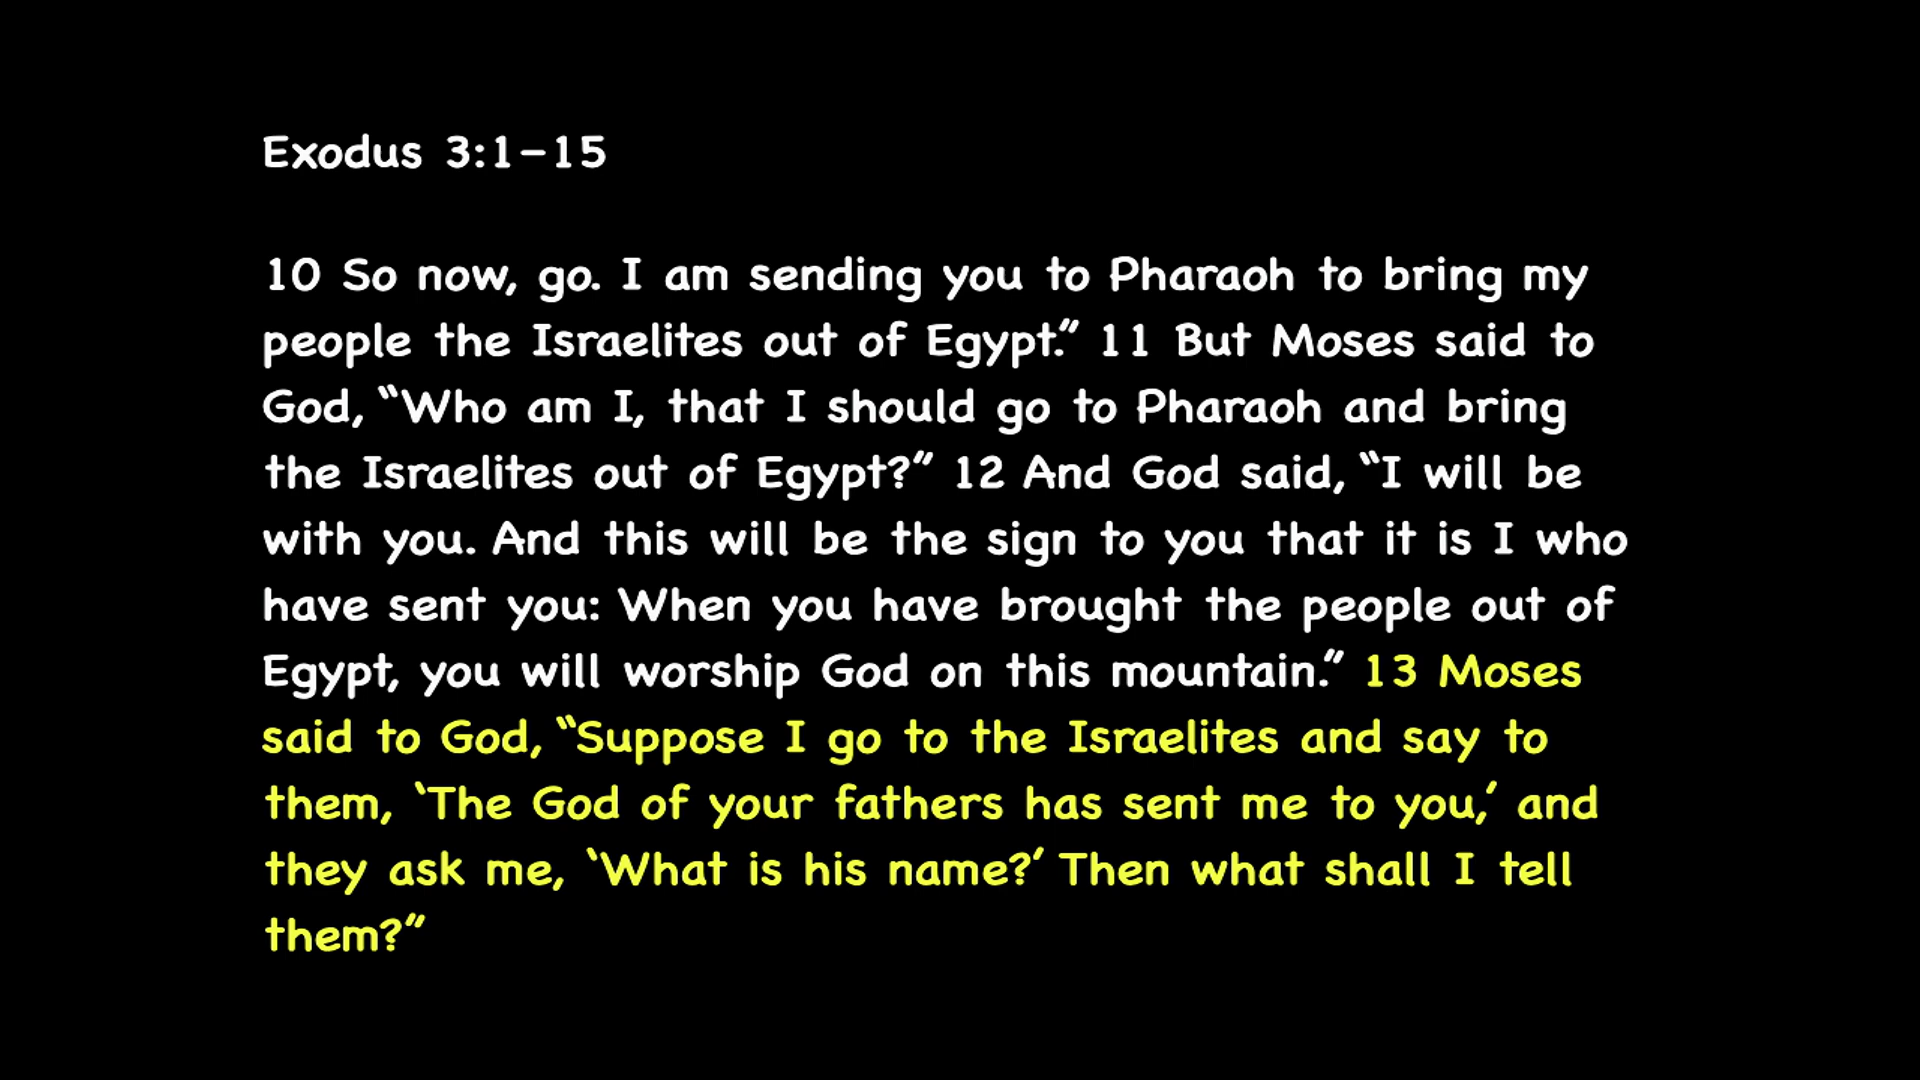 Exodus 3:1-15
10 So now, go. I am sending you to Pharaoh to bring my
people the Israelites out of Egypt.” 11 But Moses said to
God, “Who am I, that I should go to Pharaoh and bring
the Israelites out of Egypt?” 12 And God said, “I will be
with you. And this will be the sign to you that it is I who
have sent you: When you have brought the people out of
Egypt, you will worship God on this mountain.” 13 Moses
said to God, “Suppose I go to the Israelites and say to
them, ‘The God of your fathers has sent me to you,’ and
they ask me, ‘What is his name?’ Then what shall I tell
them?”